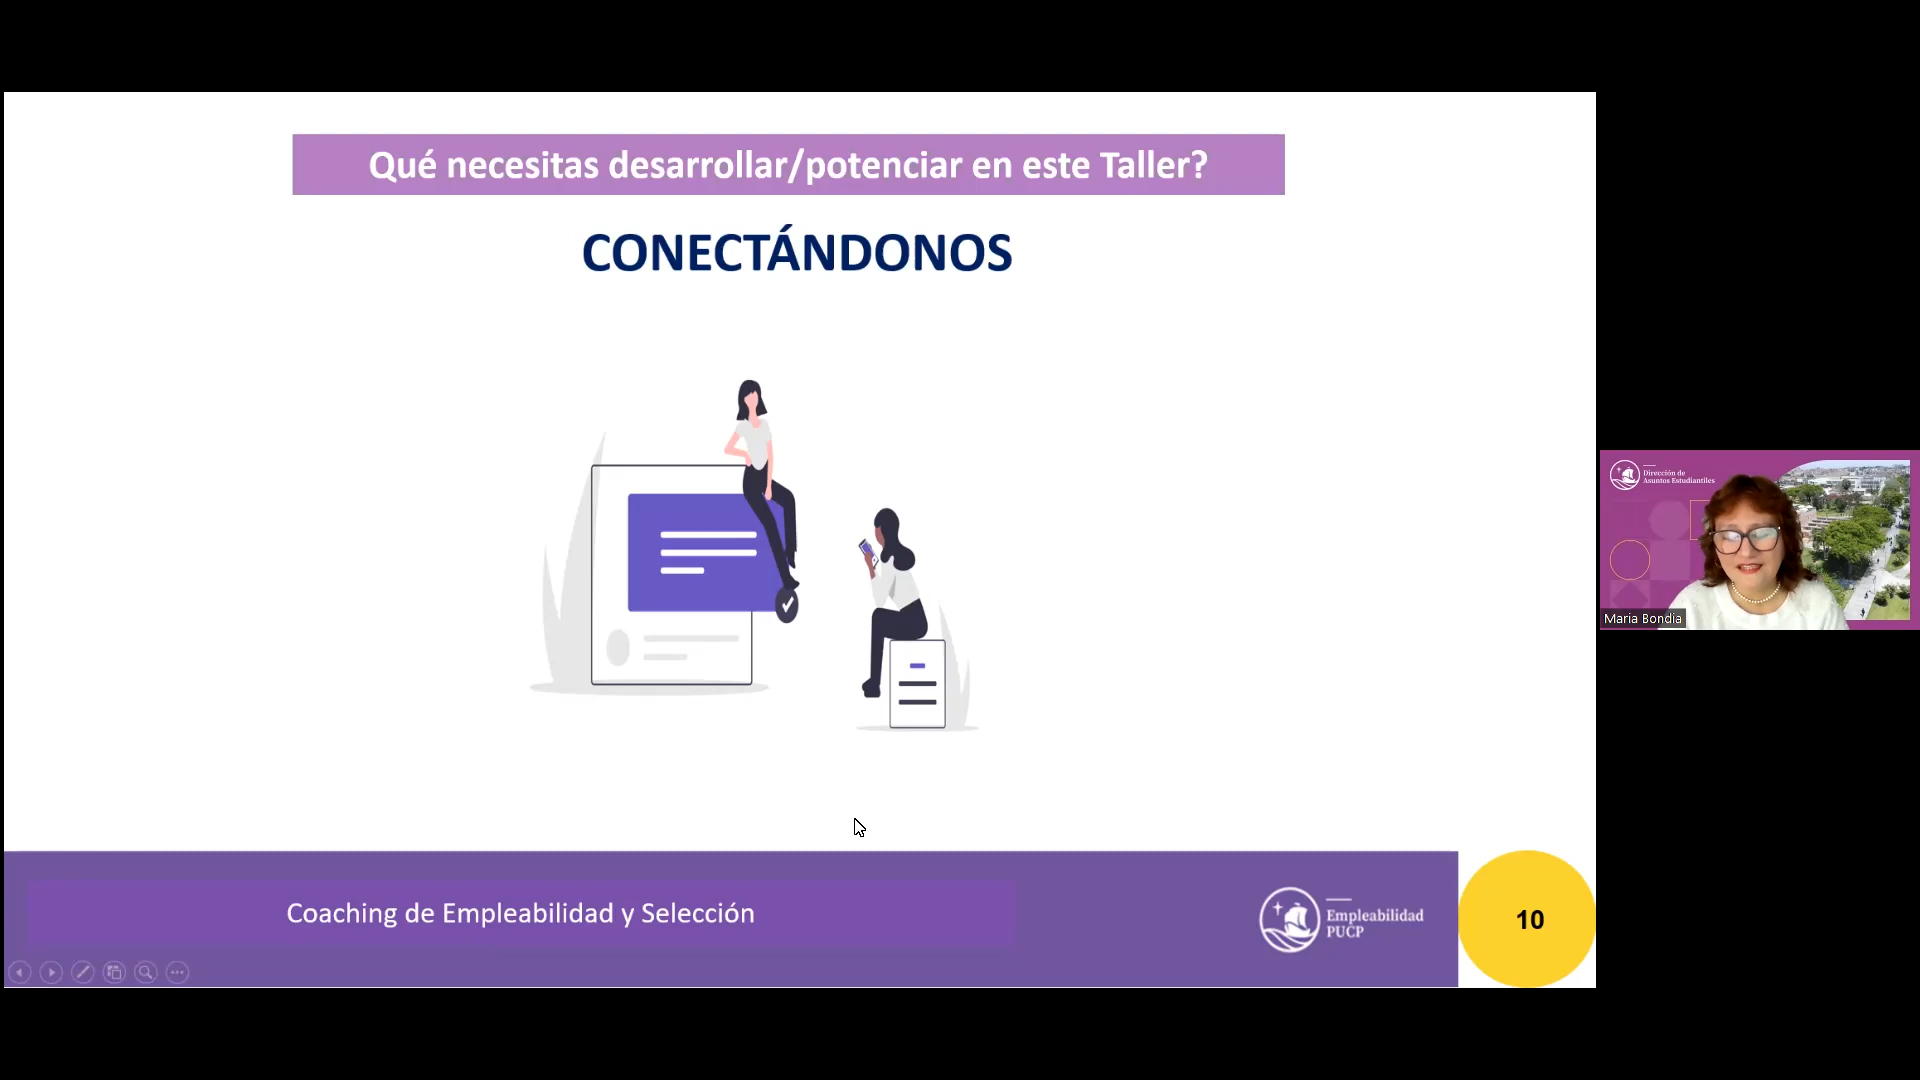 Qué necesitas desarrollar/potenciar en este Taller?
CONECTÁNDONOS
Dirección de
Asuntos Estudiantiles
Maria Bondia
Coaching de Empleabilidad y Selección
Empleabilidad
PUCP
10